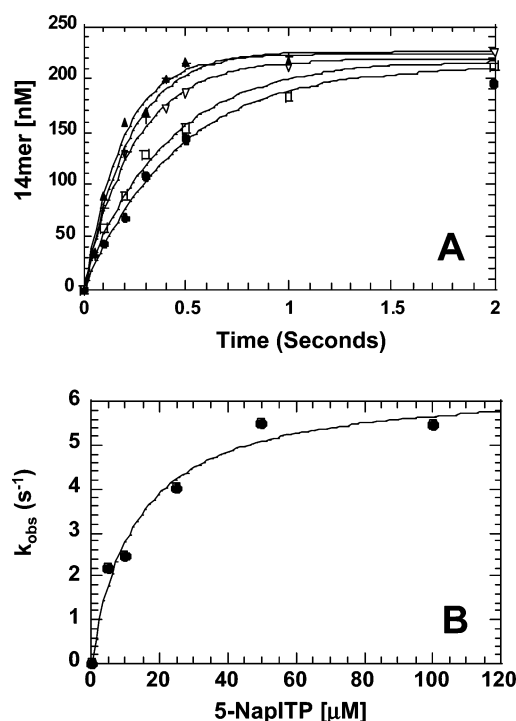 A
250
200
150
100
50
0
14mer [nM]
0 0.5 1 1.5 2
Time (Seconds)
B
6
5
4
3
2
1
0
kobs (s-1)
0 20 40 60 80 100 120
5-NapITP [μM]